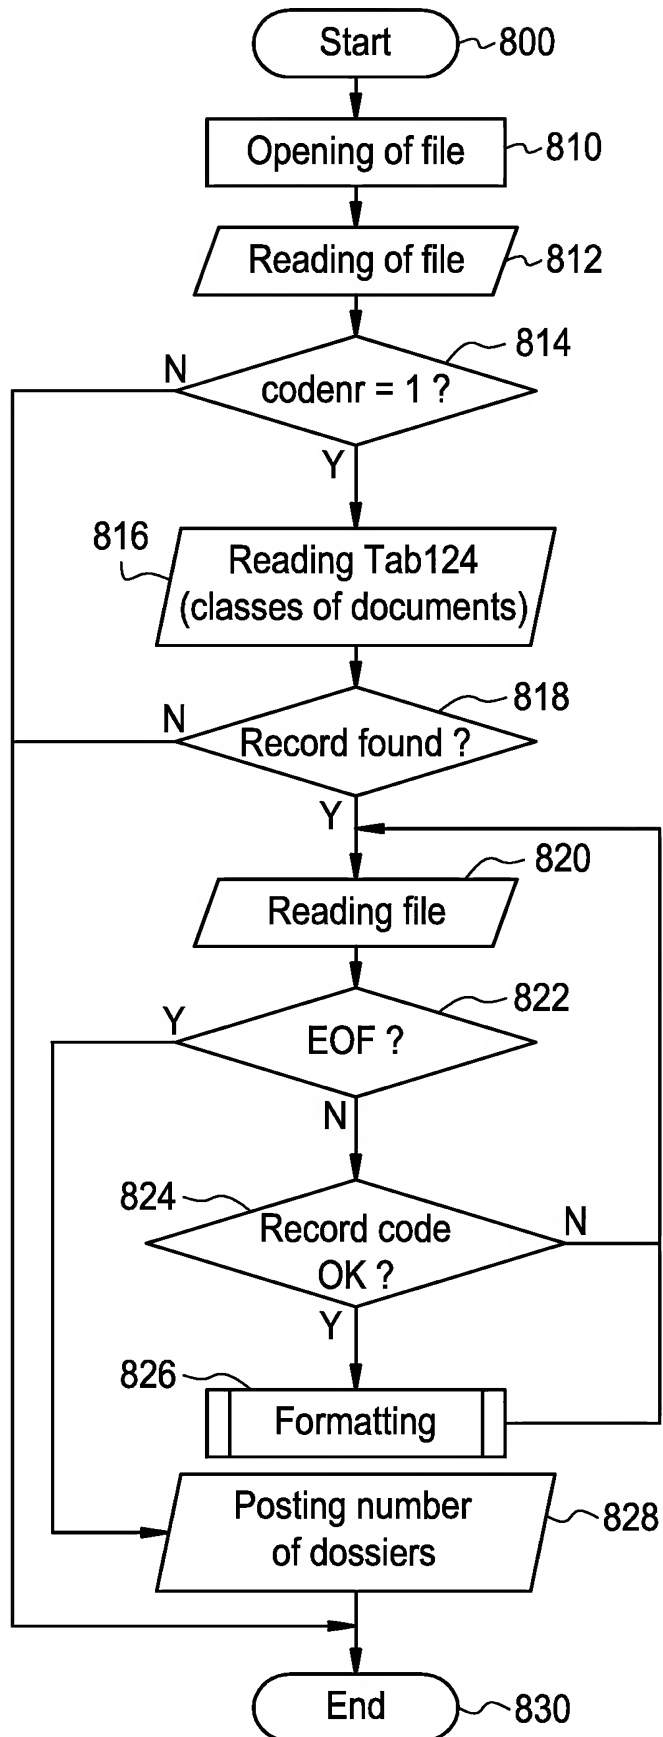 Start
800
Opening of file
810
Reading of file
812
814
N
codenr = 1 ?
Y
816
Reading Tab124
(classes of documents)
818
N
Record found ?
Y
820
Reading file
822
Y
EOF ?
N
824
Record code
OK ?
N
Y
826
Formatting
Posting number
of dossiers
828
End
830